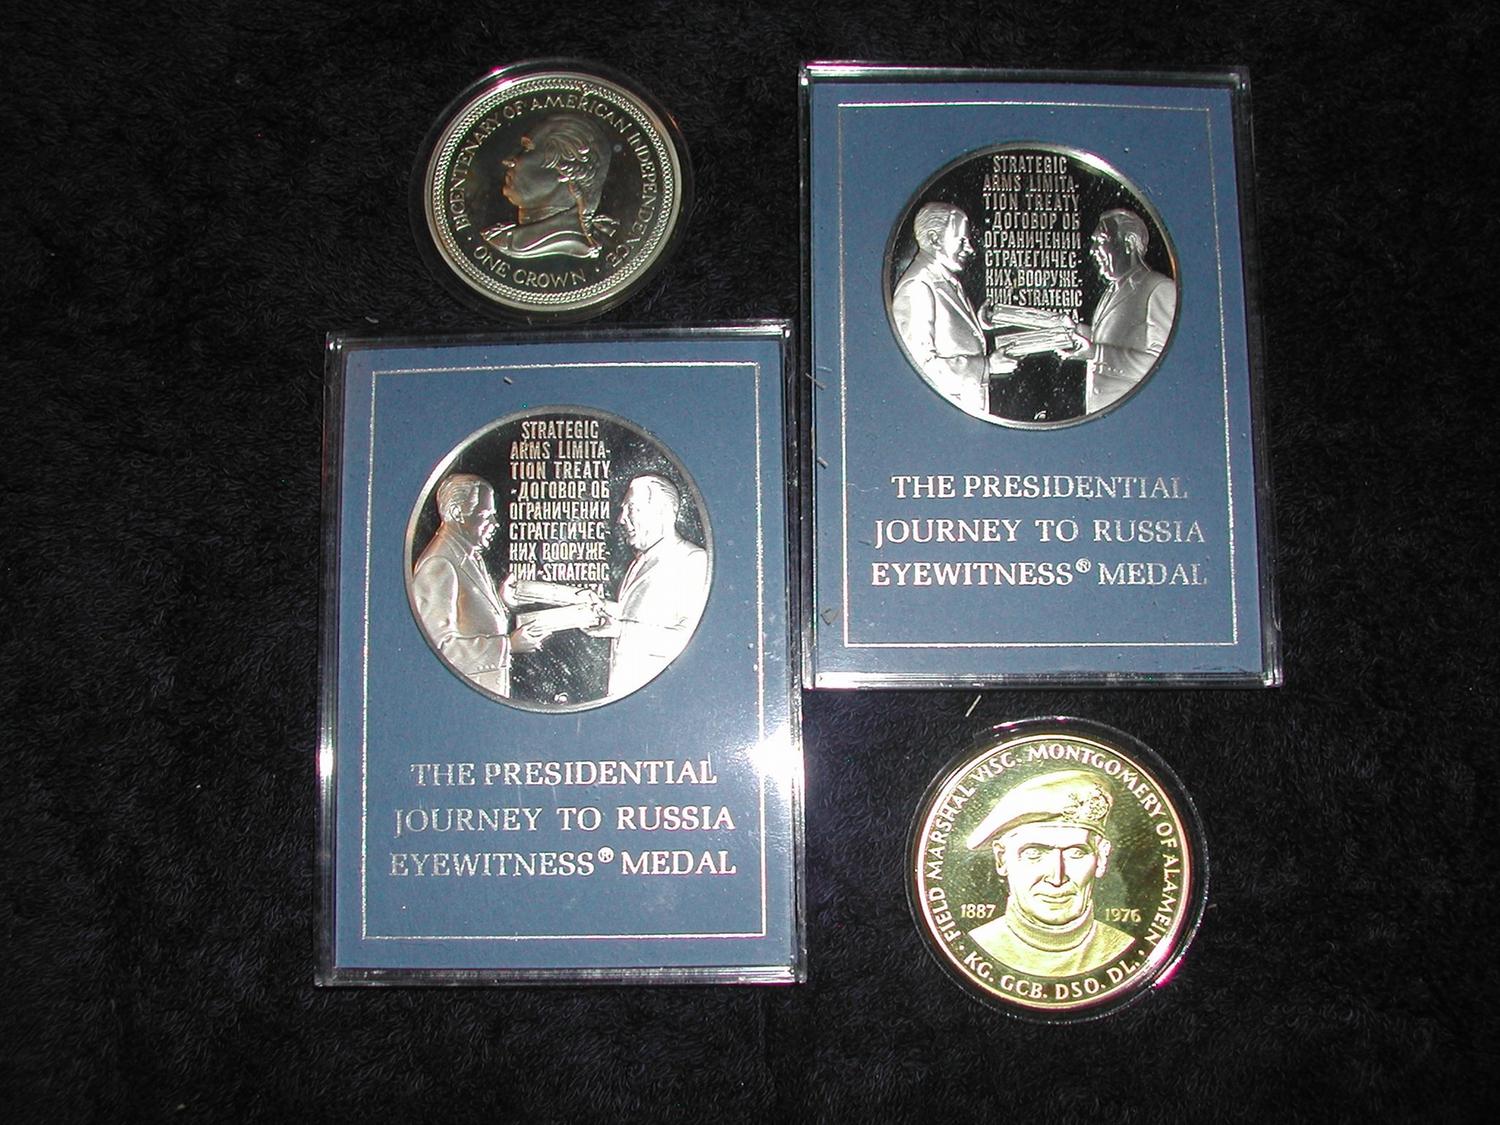 BICENTENARY OF AMERICAN INDEPENDENCE
· ONE CROWN ·
STRATEGIC
ARMS LIMITA-
TION TREATY
·ДОГОВОР ОБ
ОГРАНИЧЕНИИ
СТРАТЕГИЧЕС-
КИХ ВООРУЖЕ-
НИЙ·STRATEGIC
THE PRESIDENTIAL
JOURNEY TO RUSSIA
EYEWITNESS® MEDAL
STRATEGIC
ARMS LIMITA-
TION TREATY
·ДОГОВОР ОБ
ОГРАНИЧЕНИИ
СТРАТЕГИЧЕС-
КИХ ВООРУЖЕ-
НИЙ·STRATEGIC
THE PRESIDENTIAL
JOURNEY TO RUSSIA
EYEWITNESS® MEDAL
· FIELD MARSHAL VISC. MONTGOMERY OF ALAMEIN ·
1887 1976
KG. GCB. DSO. DL.